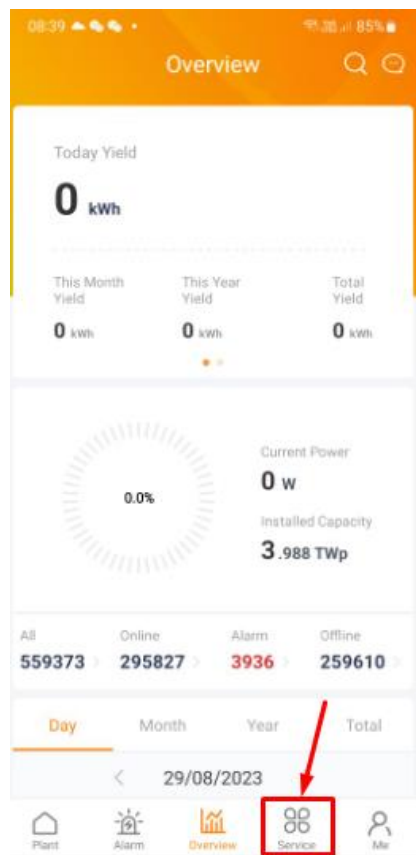 08:39 85%
Overview
Today Yield
0 kWh
This Month Yield
This Year Yield
Total Yield
0 kWh 0 kWh 0 kWh
0.0%
Current Power
0 W
Installed Capacity
3.988 TWp
All Online Alarm Offline
559373 295827 3936 259610
Day Month Year Total
29/08/2023
Plant Alarm Overview Service Me